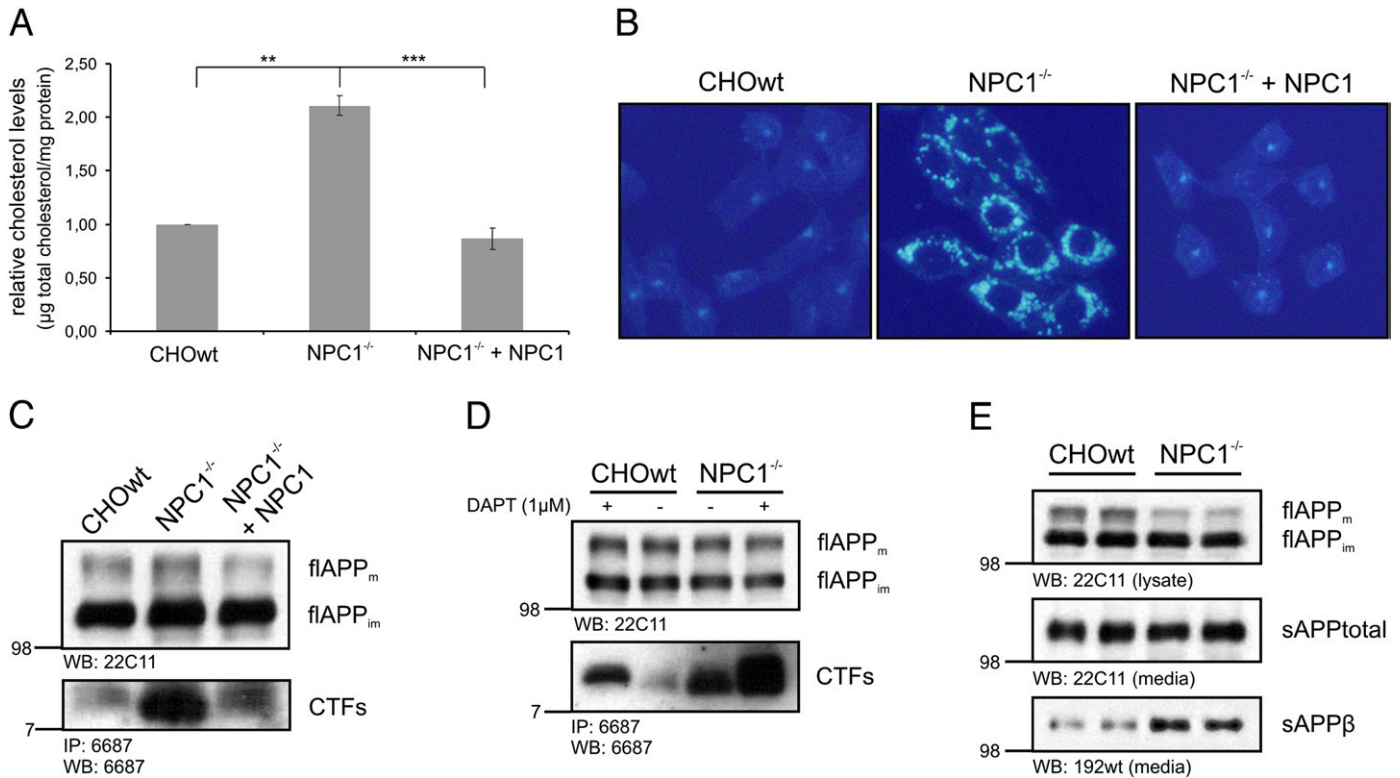 A
relative cholesterol levels
(µg total cholesterol/mg protein)
2,50
2,00
1,50
1,00
0,50
0,00
**
***
CHOwt
NPC1-/-
NPC1-/- + NPC1
B
CHOwt
NPC1-/-
NPC1-/- + NPC1
C
CHOwt
NPC1-/-
NPC1-/-
+ NPC1
flAPPm
flAPPim
98
WB: 22C11
CTFs
7
IP: 6687
WB: 6687
D
CHOwt
NPC1-/-
DAPT (1µM)
+
-
-
+
flAPPm
flAPPim
98
WB: 22C11
CTFs
7
IP: 6687
WB: 6687
E
CHOwt
NPC1-/-
flAPPm
flAPPim
98
WB: 22C11 (lysate)
sAPPtotal
98
WB: 22C11 (media)
sAPPβ
98
WB: 192wt (media)